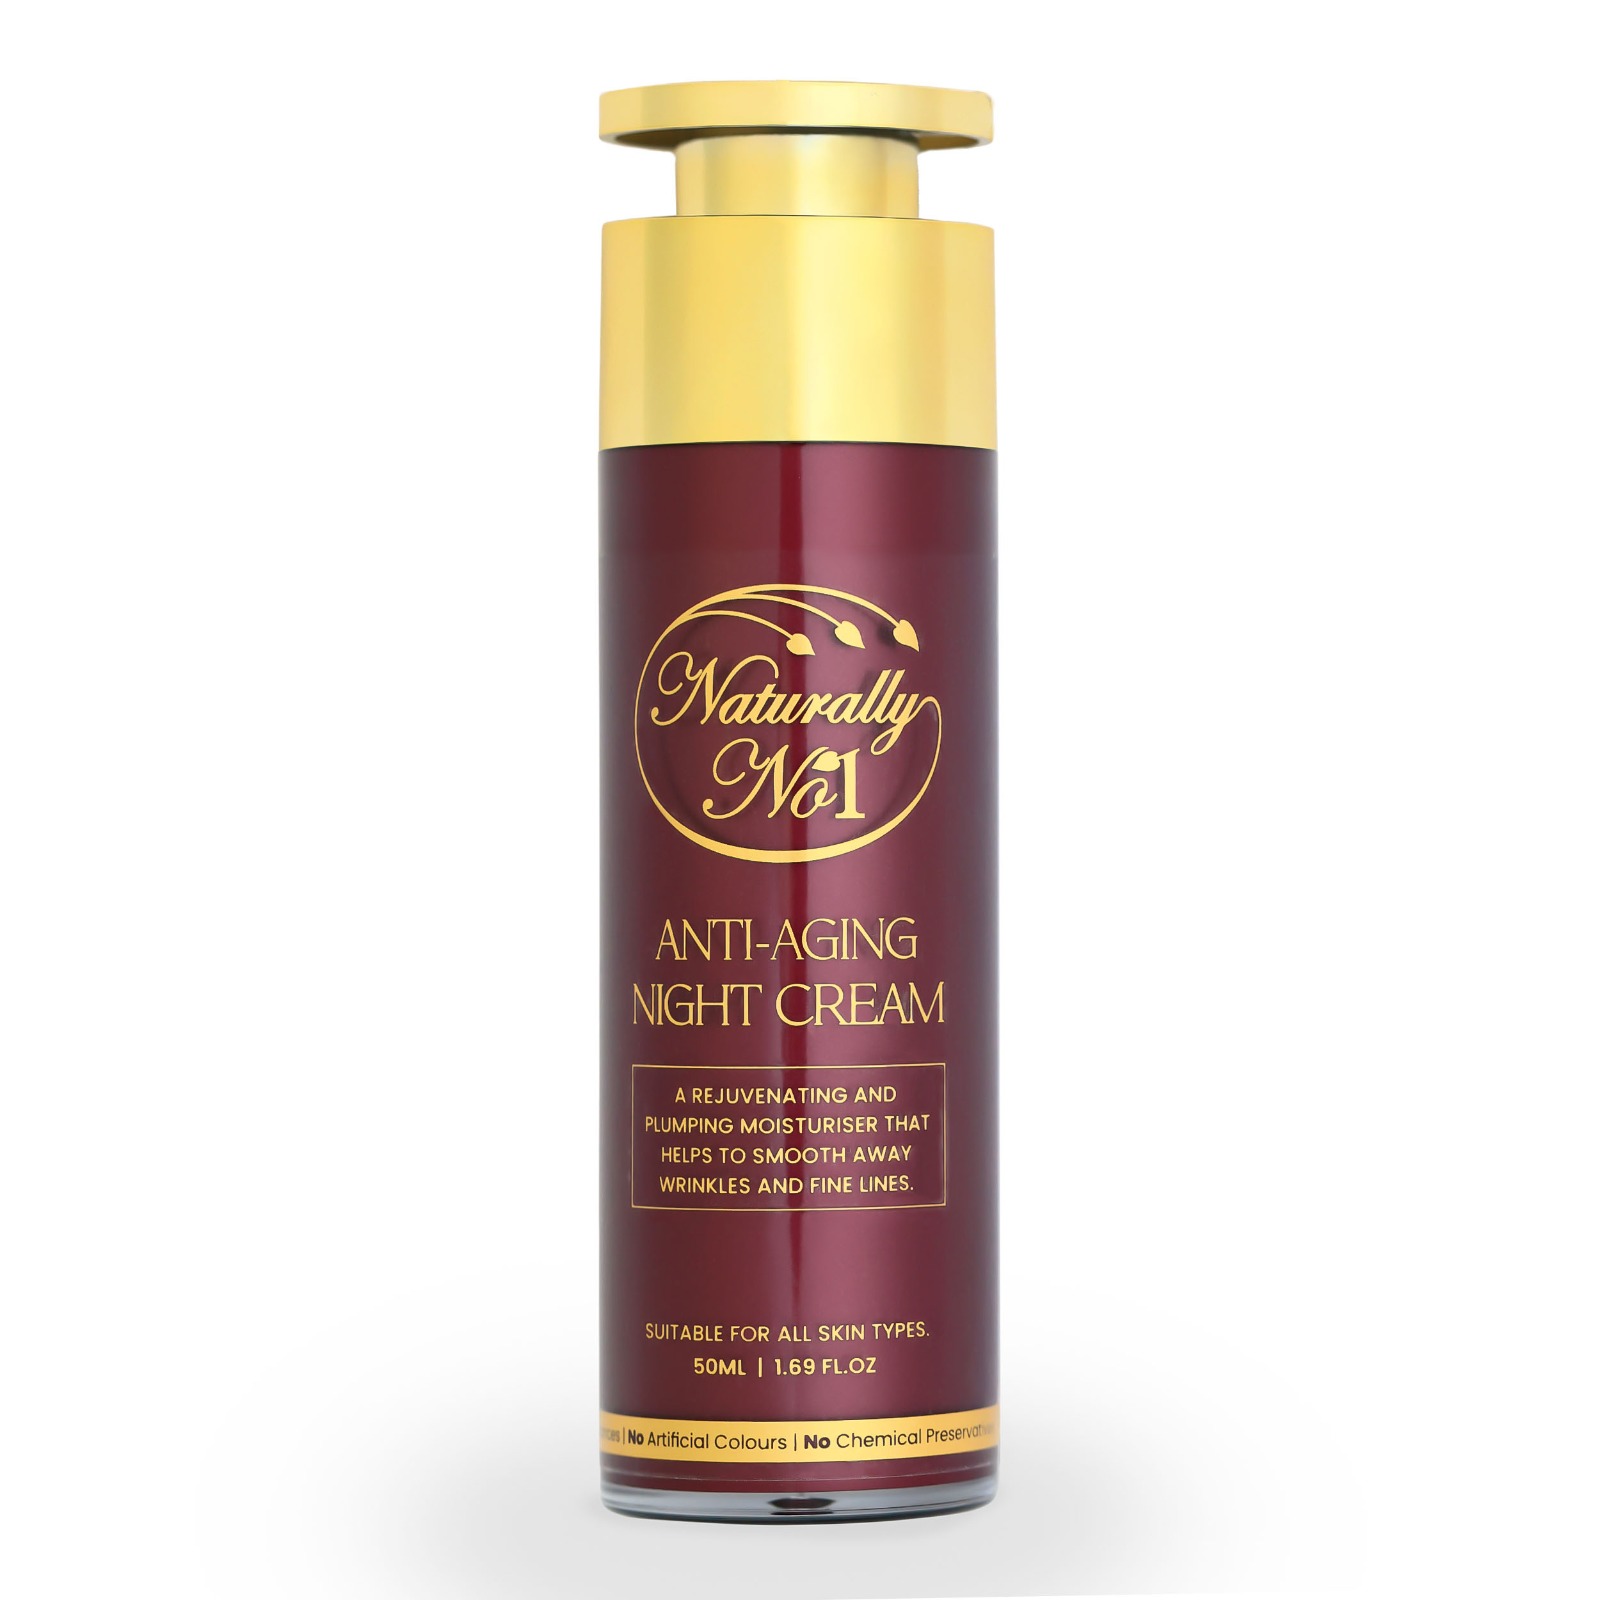 Naturally
No1
ANTI-AGING
NIGHT CREAM
A REJUVENATING AND
PLUMPING MOISTURISER THAT
HELPS TO SMOOTH AWAY
WRINKLES AND FINE LINES.
SUITABLE FOR ALL SKIN TYPES.
50ML | 1.69 FL.OZ
| No Artificial Colours | No Chemical